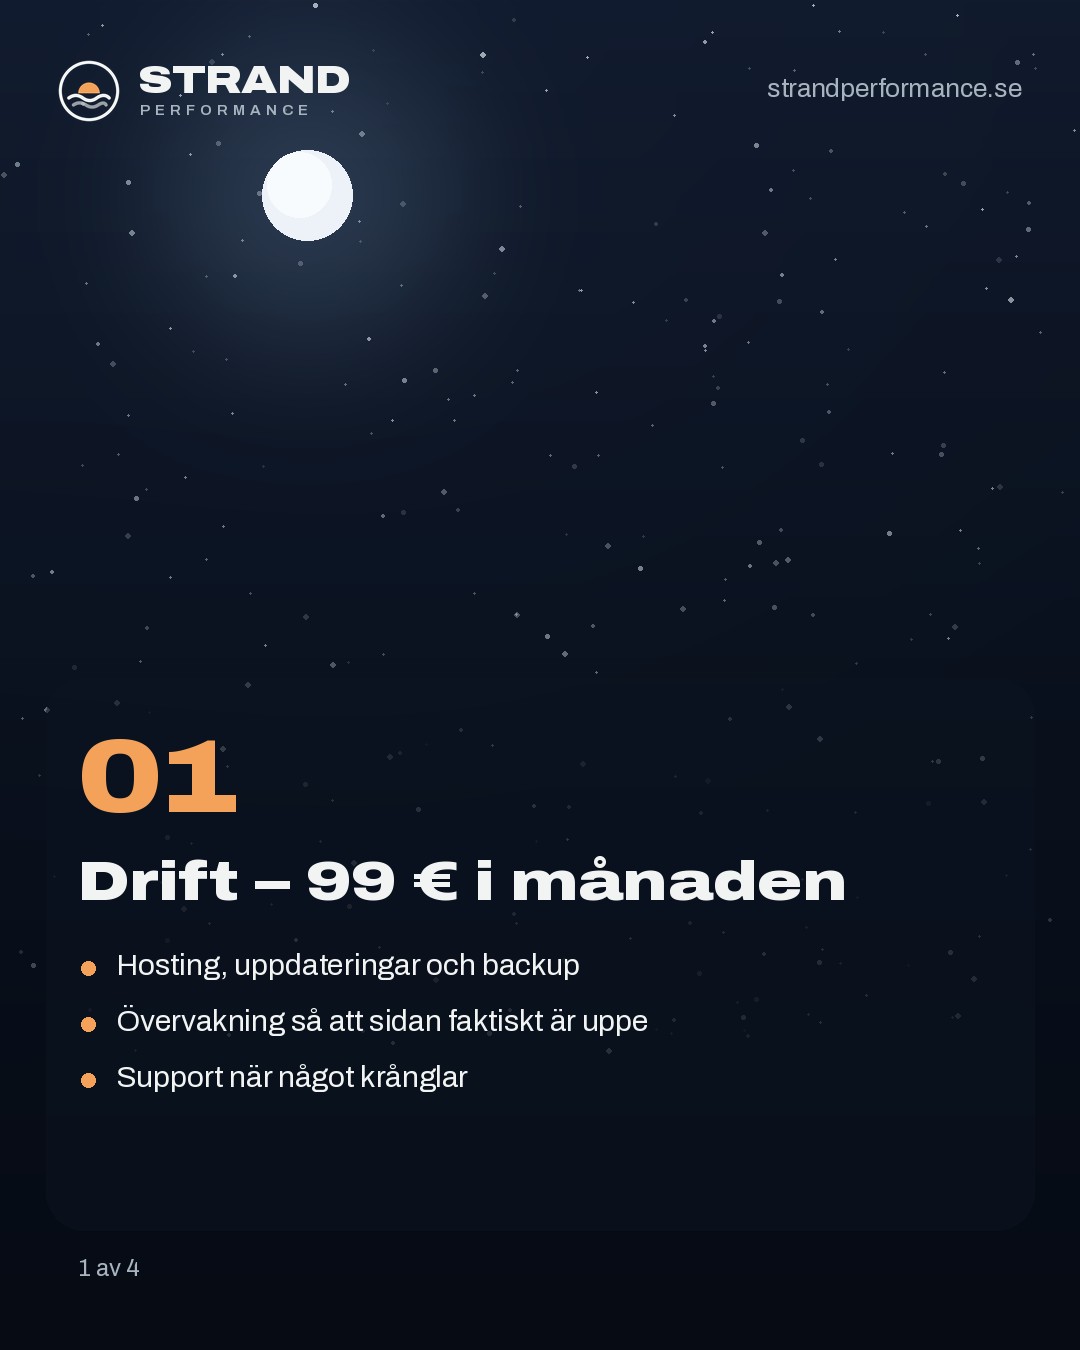 STRAND
PERFORMANCE
strandperformance.se
01
Drift – 99 € i månaden
Hosting, uppdateringar och backup
Övervakning så att sidan faktiskt är uppe
Support när något krånglar
1 av 4